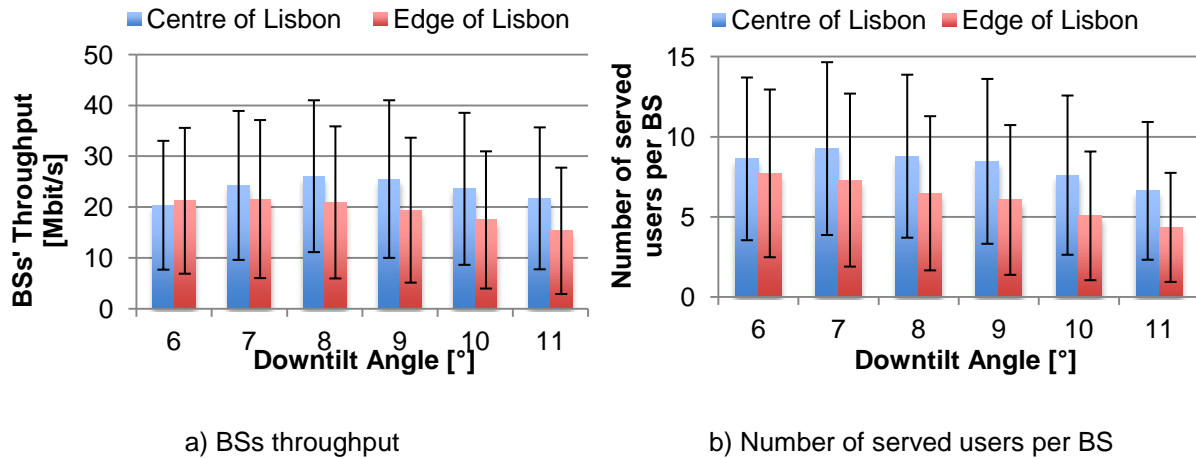 Centre of Lisbon Edge of Lisbon
50
40
30
20
10
0
BSs' Throughput
[Mbit/s]
6 7 8 9 10 11
Downtilt Angle [°]
a) BSs throughput
Centre of Lisbon Edge of Lisbon
15
10
5
0
Number of served
users per BS
6 7 8 9 10 11
Downtilt Angle [°]
b) Number of served users per BS